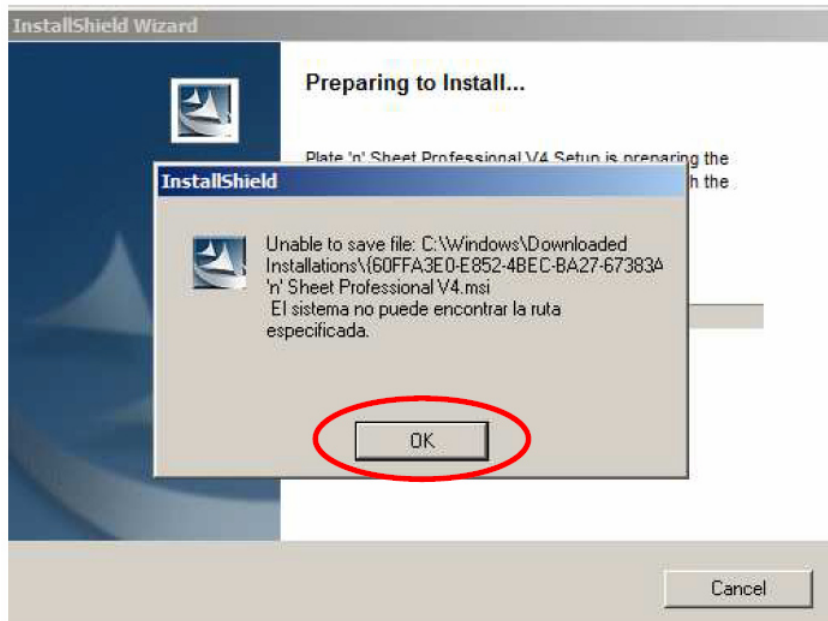 InstallShield Wizard
Preparing to Install...
Plate 'n' Sheet Professional V4 Setup is preparing the
h the
InstallShield
Unable to save file: C:\Windows\Downloaded
Installations\{60FFA3E0-E852-4BEC-BA27-67383A
'n' Sheet Professional V4.msi
El sistema no puede encontrar la ruta
especificada.
OK
Cancel